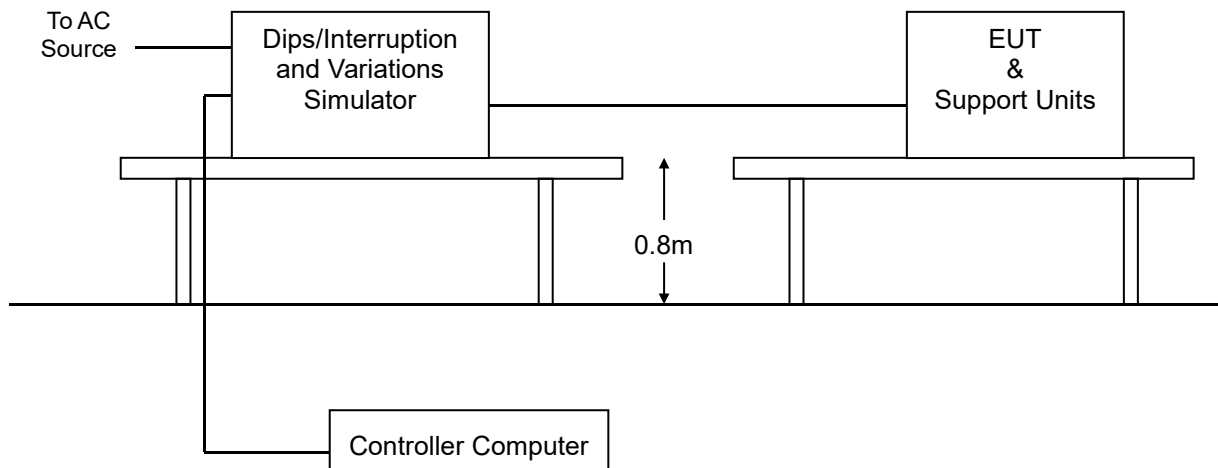 To AC
Source
Dips/Interruption
and Variations
Simulator
EUT
&
Support Units
0.8m
Controller Computer